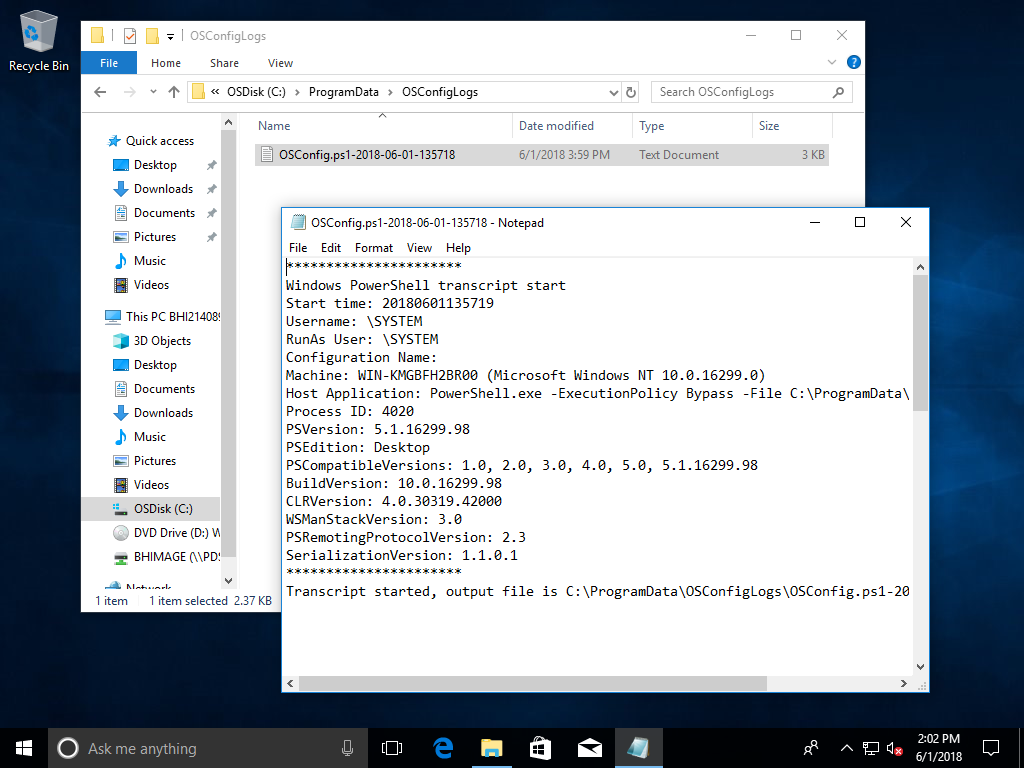 Recycle Bin
OSConfigLogs
File Home Share View
« OSDisk (C:) > ProgramData > OSConfigLogs
Search OSConfigLogs
Name Date modified Type Size
OSConfig.ps1-2018-06-01-135718 6/1/2018 3:59 PM Text Document 3 KB
Quick access
Desktop
Downloads
Documents
Pictures
Music
Videos
This PC BHI21408
3D Objects
Desktop
Documents
Downloads
Music
Pictures
Videos
OSDisk (C:)
DVD Drive (D:) W
BHIMAGE (\\PDS
Network
1 item 1 item selected 2.37 KB
OSConfig.ps1-2018-06-01-135718 - Notepad
File Edit Format View Help
**********************
Windows PowerShell transcript start
Start time: 20180601135719
Username: \SYSTEM
RunAs User: \SYSTEM
Configuration Name:
Machine: WIN-KMGBFH2BR00 (Microsoft Windows NT 10.0.16299.0)
Host Application: PowerShell.exe -ExecutionPolicy Bypass -File C:\ProgramData\
Process ID: 4020
PSVersion: 5.1.16299.98
PSEdition: Desktop
PSCompatibleVersions: 1.0, 2.0, 3.0, 4.0, 5.0, 5.1.16299.98
BuildVersion: 10.0.16299.98
CLRVersion: 4.0.30319.42000
WSManStackVersion: 3.0
PSRemotingProtocolVersion: 2.3
SerializationVersion: 1.1.0.1
**********************
Transcript started, output file is C:\ProgramData\OSConfigLogs\OSConfig.ps1-20
Ask me anything
2:02 PM
6/1/2018